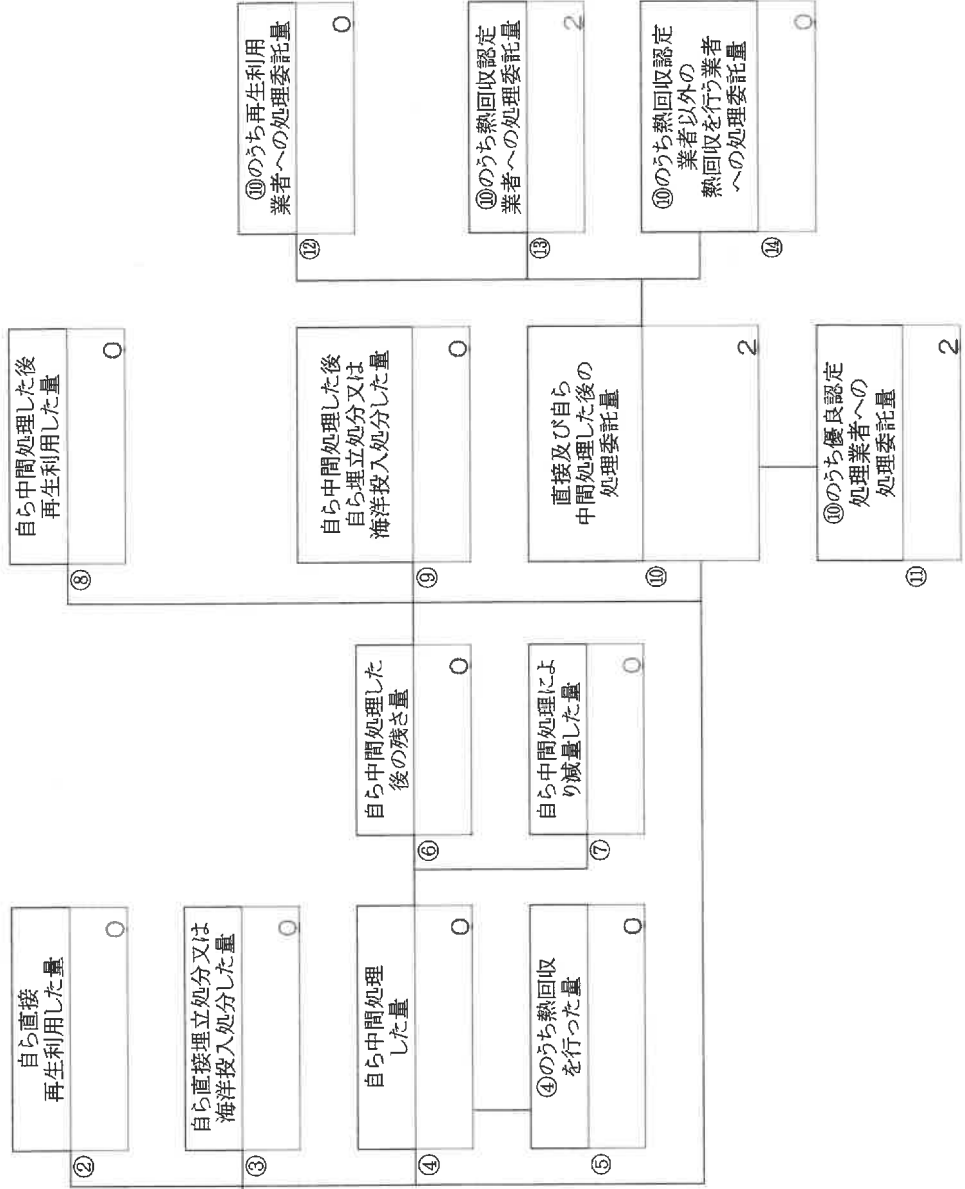 ②
自ら直接
再生利用した量
0
③
自ら直接埋立処分又は
海洋投入処分した量
0
④
自ら中間処理
した量
0
⑤
④のうち熱回収
を行った量
0
⑥
自ら中間処理した
後の残さ量
0
⑦
自ら中間処理によ
り減量した量
0
⑧
自ら中間処理した後
再生利用した量
0
⑨
自ら中間処理した後
自ら埋立処分又は
海洋投入処分した量
0
⑩
直接及び自ら
中間処理した後の
処理委託量
2
⑪
⑩のうち優良認定
処理業者への
処理委託量
2
⑫
⑩のうち再生利用
業者への処理委託量
0
⑬
⑩のうち熱回収認定
業者への処理委託量
2
⑭
⑩のうち熱回収認定
業者以外の
熱回収を行う業者
への処理委託量
0